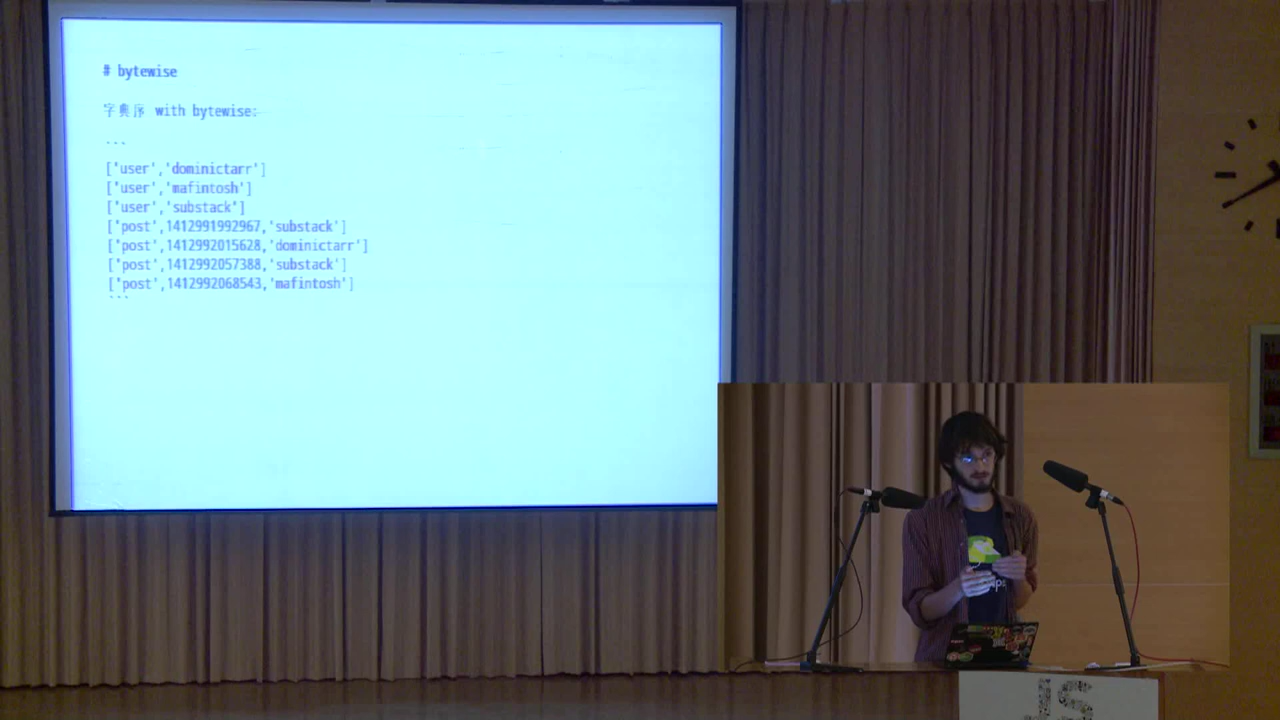 # bytewise
字典序 with bytewise:
```
['user','dominictarr']
['user','mafintosh']
['user','substack']
['post',1412991992967,'substack']
['post',1412992015628,'dominictarr']
['post',1412992057388,'substack']
['post',1412992068543,'mafintosh']
```
JS